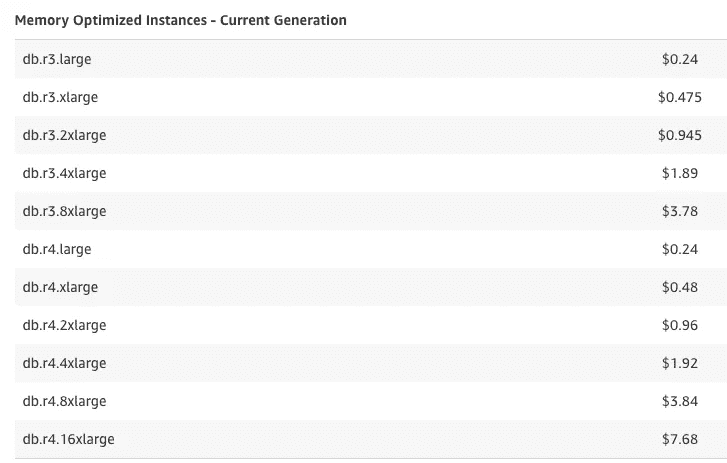 Memory Optimized Instances - Current Generation
db.r3.large $0.24
db.r3.xlarge $0.475
db.r3.2xlarge $0.945
db.r3.4xlarge $1.89
db.r3.8xlarge $3.78
db.r4.large $0.24
db.r4.xlarge $0.48
db.r4.2xlarge $0.96
db.r4.4xlarge $1.92
db.r4.8xlarge $3.84
db.r4.16xlarge $7.68